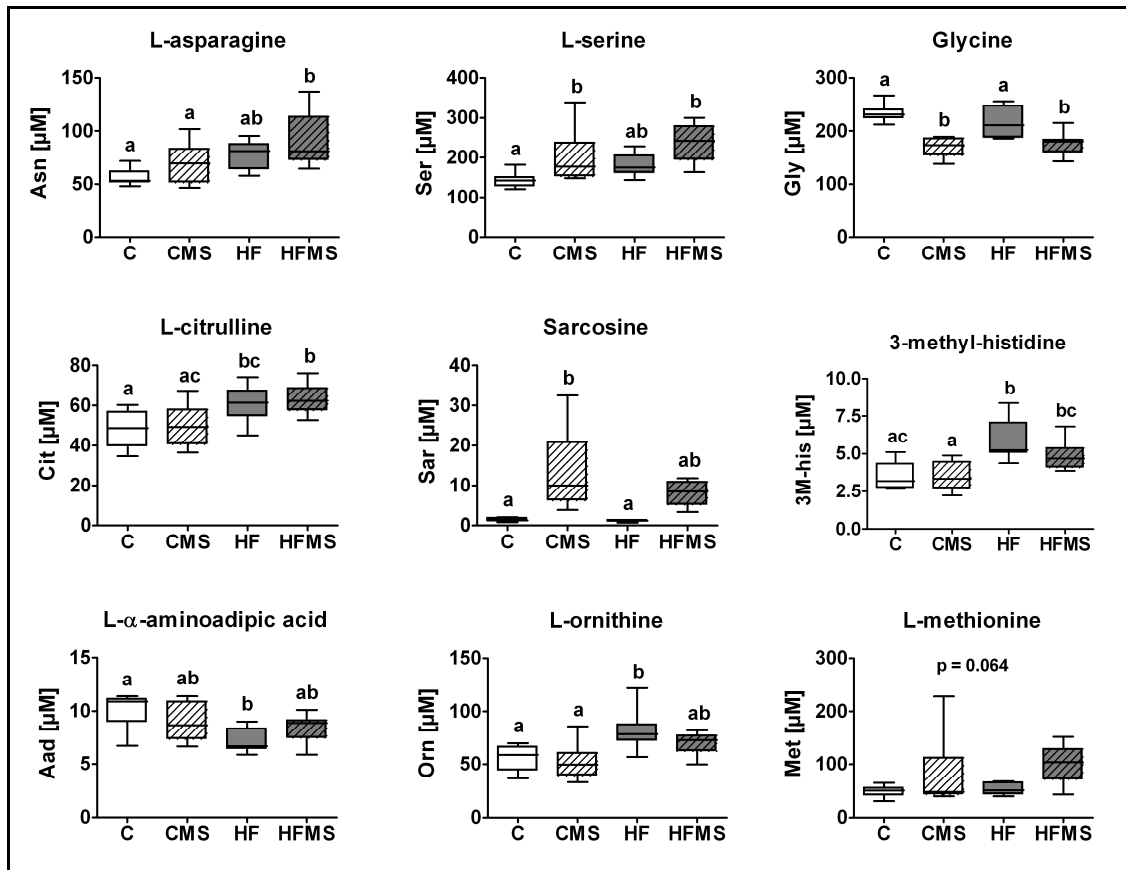 L-asparagine
Asn [µM]
150
100
50
0
a
a
ab
b
C CMS HF HFMS
L-serine
Ser [µM]
400
300
200
100
0
a
b
ab
b
C CMS HF HFMS
Glycine
Gly [µM]
300
200
100
0
a
b
a
b
C CMS HF HFMS
L-citrulline
Cit [µM]
80
60
40
20
0
a
ac
bc
b
C CMS HF HFMS
Sarcosine
Sar [µM]
40
30
20
10
0
a
b
a
ab
C CMS HF HFMS
3-methyl-histidine
3M-his [µM]
10.0
7.5
5.0
2.5
0.0
ac
a
b
bc
C CMS HF HFMS
L-α-aminoadipic acid
Aad [µM]
15
10
5
0
a
ab
b
ab
C CMS HF HFMS
L-ornithine
Orn [µM]
150
100
50
0
a
a
b
ab
C CMS HF HFMS
L-methionine
Met [µM]
300
200
100
0
p = 0.064
C CMS HF HFMS